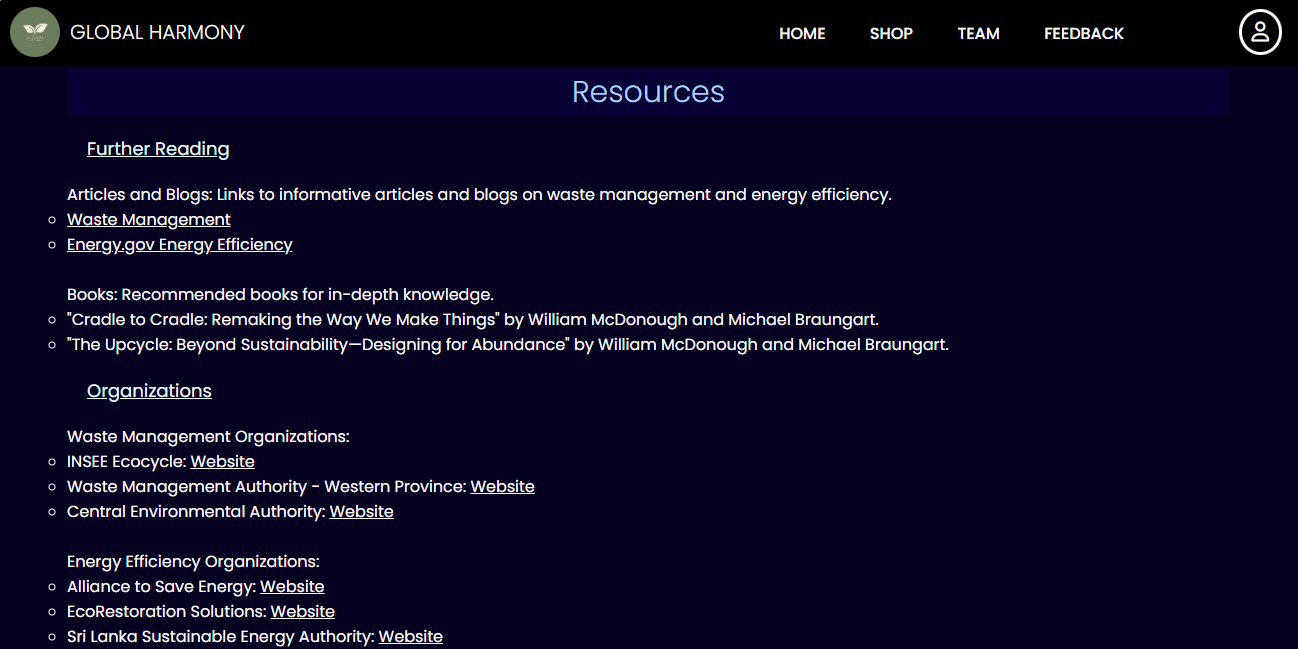 GLOBAL HARMONY
HOME SHOP TEAM FEEDBACK
Resources
Further Reading
Articles and Blogs: Links to informative articles and blogs on waste management and energy efficiency.
Waste Management
Energy.gov Energy Efficiency
Books: Recommended books for in-depth knowledge.
"Cradle to Cradle: Remaking the Way We Make Things" by William McDonough and Michael Braungart.
"The Upcycle: Beyond Sustainability—Designing for Abundance" by William McDonough and Michael Braungart.
Organizations
Waste Management Organizations:
INSEE Ecocycle: Website
Waste Management Authority - Western Province: Website
Central Environmental Authority: Website
Energy Efficiency Organizations:
Alliance to Save Energy: Website
EcoRestoration Solutions: Website
Sri Lanka Sustainable Energy Authority: Website